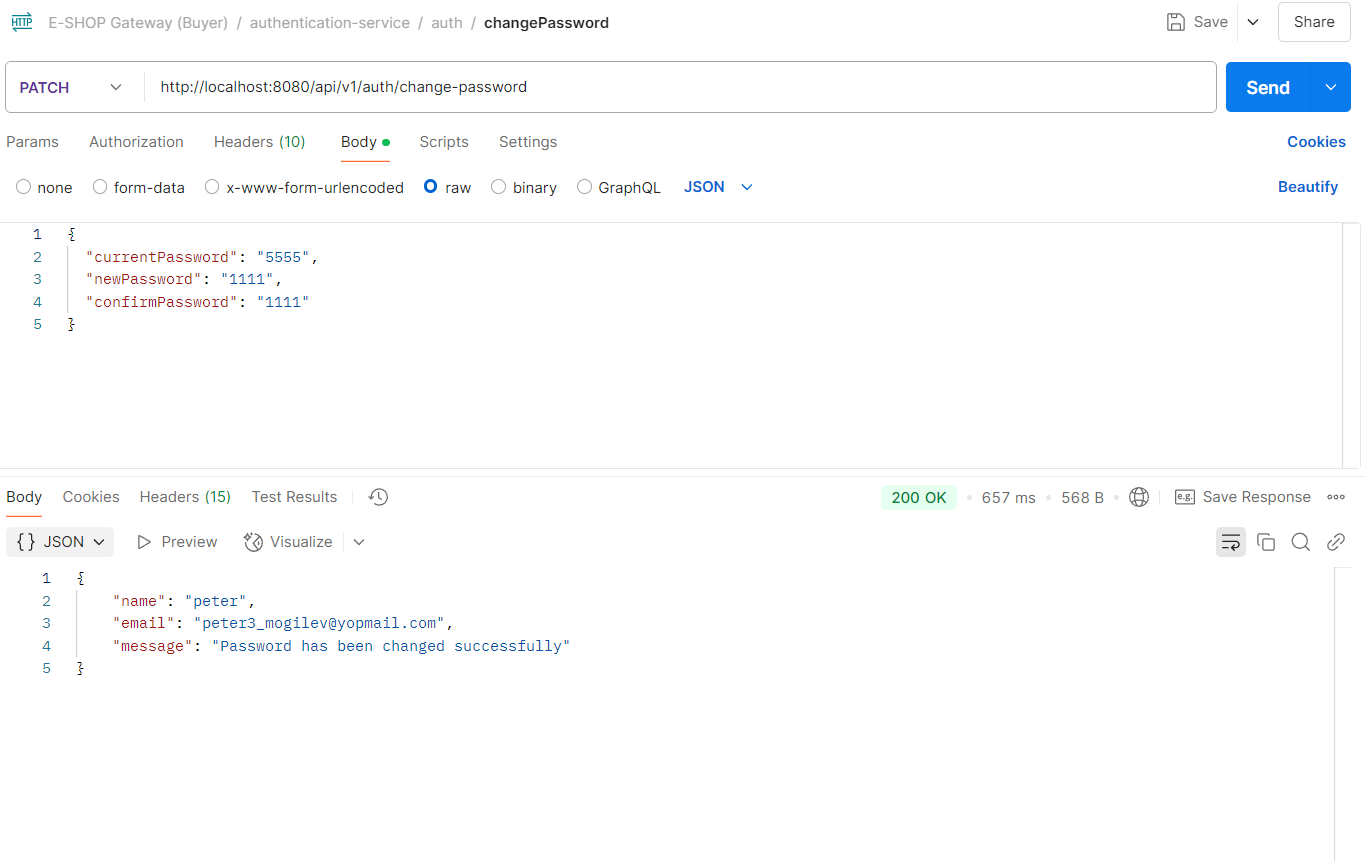 HTTP E-SHOP Gateway (Buyer) / authentication-service / auth / changePassword Save Share
PATCH http://localhost:8080/api/v1/auth/change-password Send
Params Authorization Headers (10) Body Scripts Settings Cookies
none form-data x-www-form-urlencoded raw binary GraphQL JSON Beautify
1 {
2 "currentPassword": "5555",
3 "newPassword": "1111",
4 "confirmPassword": "1111"
5 }
Body Cookies Headers (15) Test Results 200 OK 657 ms 568 B e.g. Save Response
{} JSON Preview Visualize
1 {
2 "name": "peter",
3 "email": "peter3_mogilev@yopmail.com",
4 "message": "Password has been changed successfully"
5 }